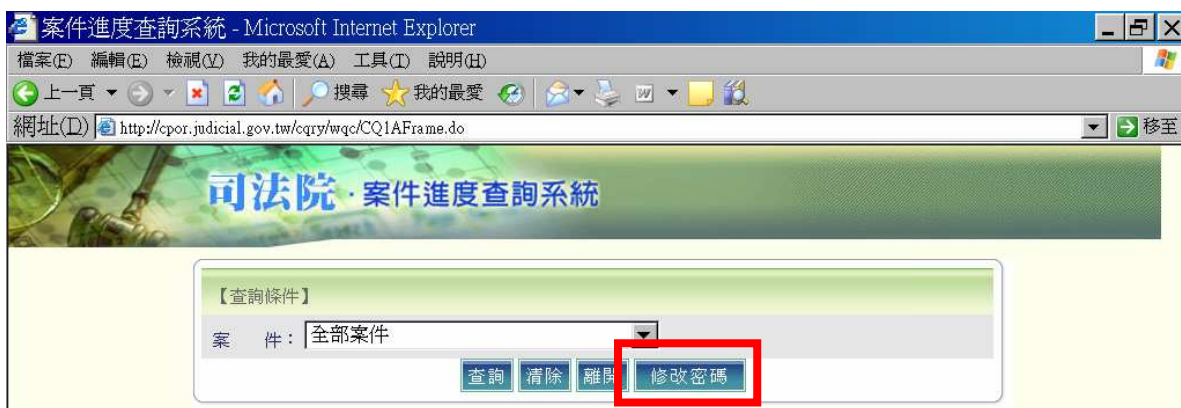 案件進度查詢系統 - Microsoft Internet Explorer
檔案(F) 編輯(E) 檢視(V) 我的最愛(A) 工具(T) 說明(H)
上一頁 搜尋 我的最愛
網址(D) http://cpor.judicial.gov.tw/cqry/wqc/CQ1AFrame.do 移至
司法院·案件進度查詢系統
【查詢條件】
案 件：全部案件
查詢 清除 離開 修改密碼